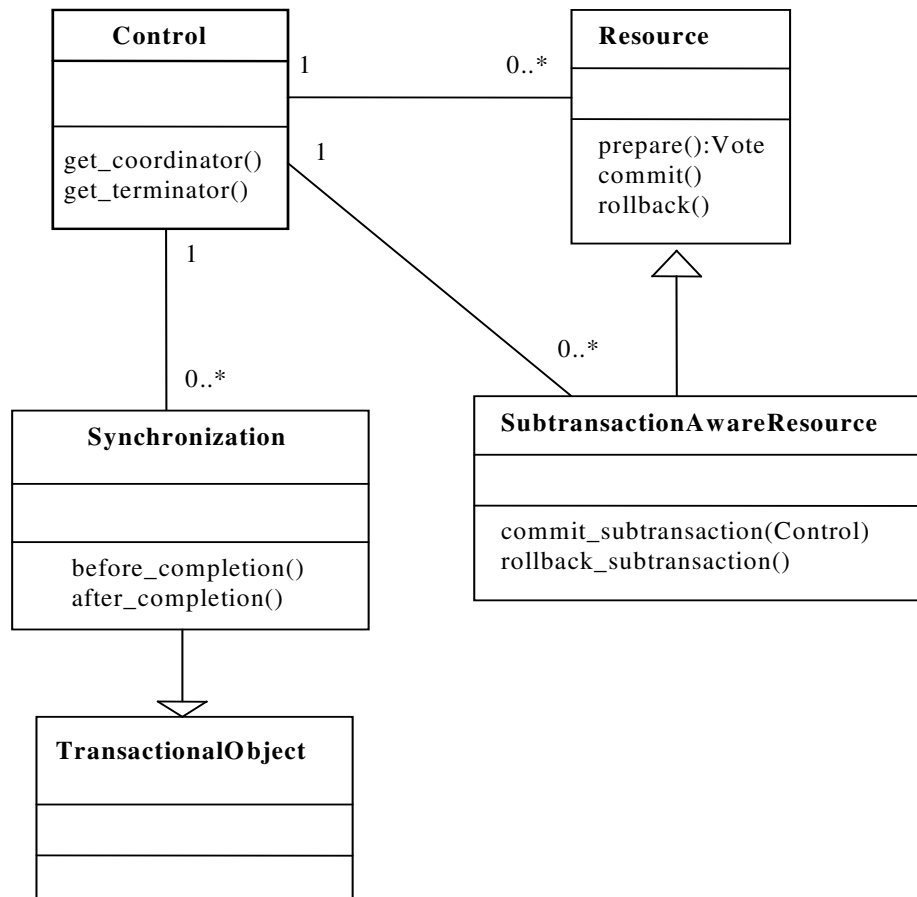 Control
get_coordinator()
get_terminator()
1
0..*
Resource
prepare():Vote
commit()
rollback()
1
0..*
1
0..*
Synchronization
before_completion()
after_completion()
SubtransactionAwareResource
commit_subtransaction(Control)
rollback_subtransaction()
TransactionalObject